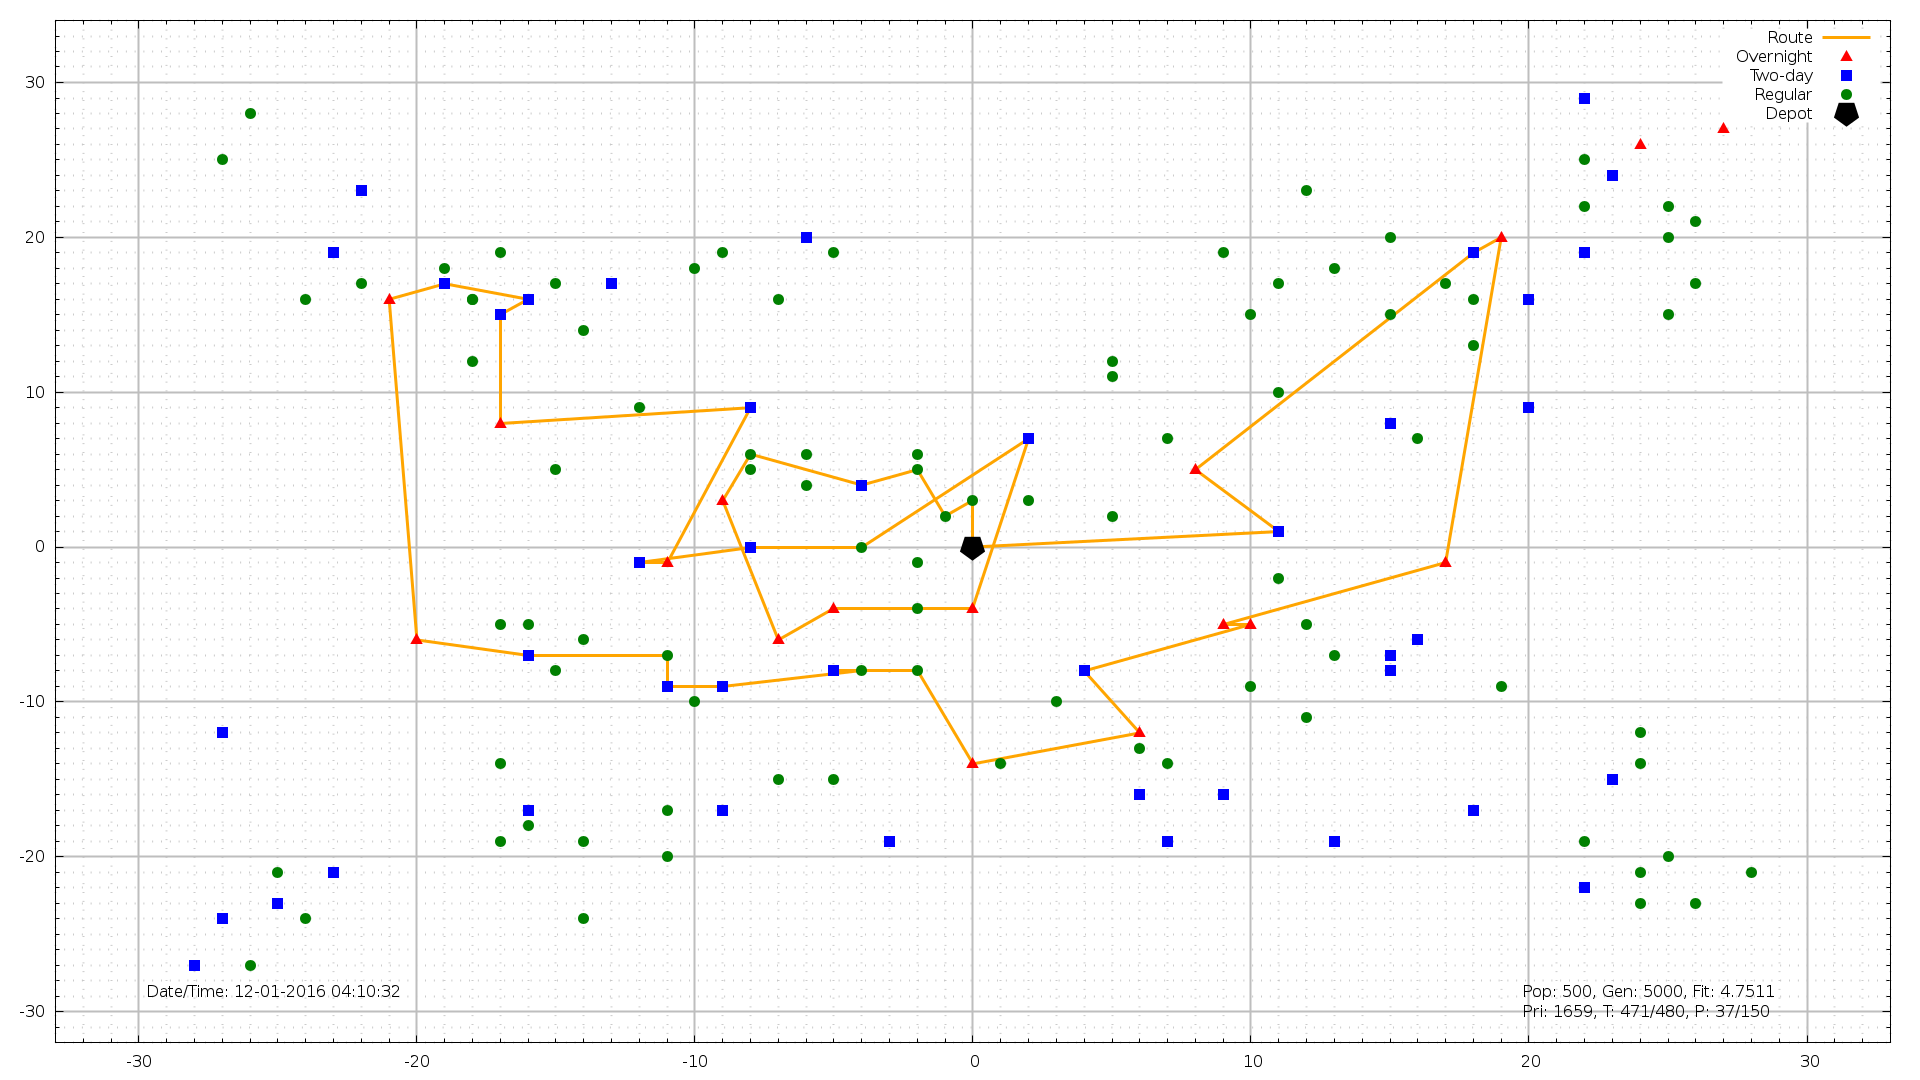 Route
Overnight
Two-day
Regular
Depot
30
20
10
0
-10
-20
-30
Date/Time: 12-01-2016 04:10:32
Pop: 500, Gen: 5000, Fit: 4.7511
Pri: 1659, T: 471/480, P: 37/150
-30 -20 -10 0 10 20 30